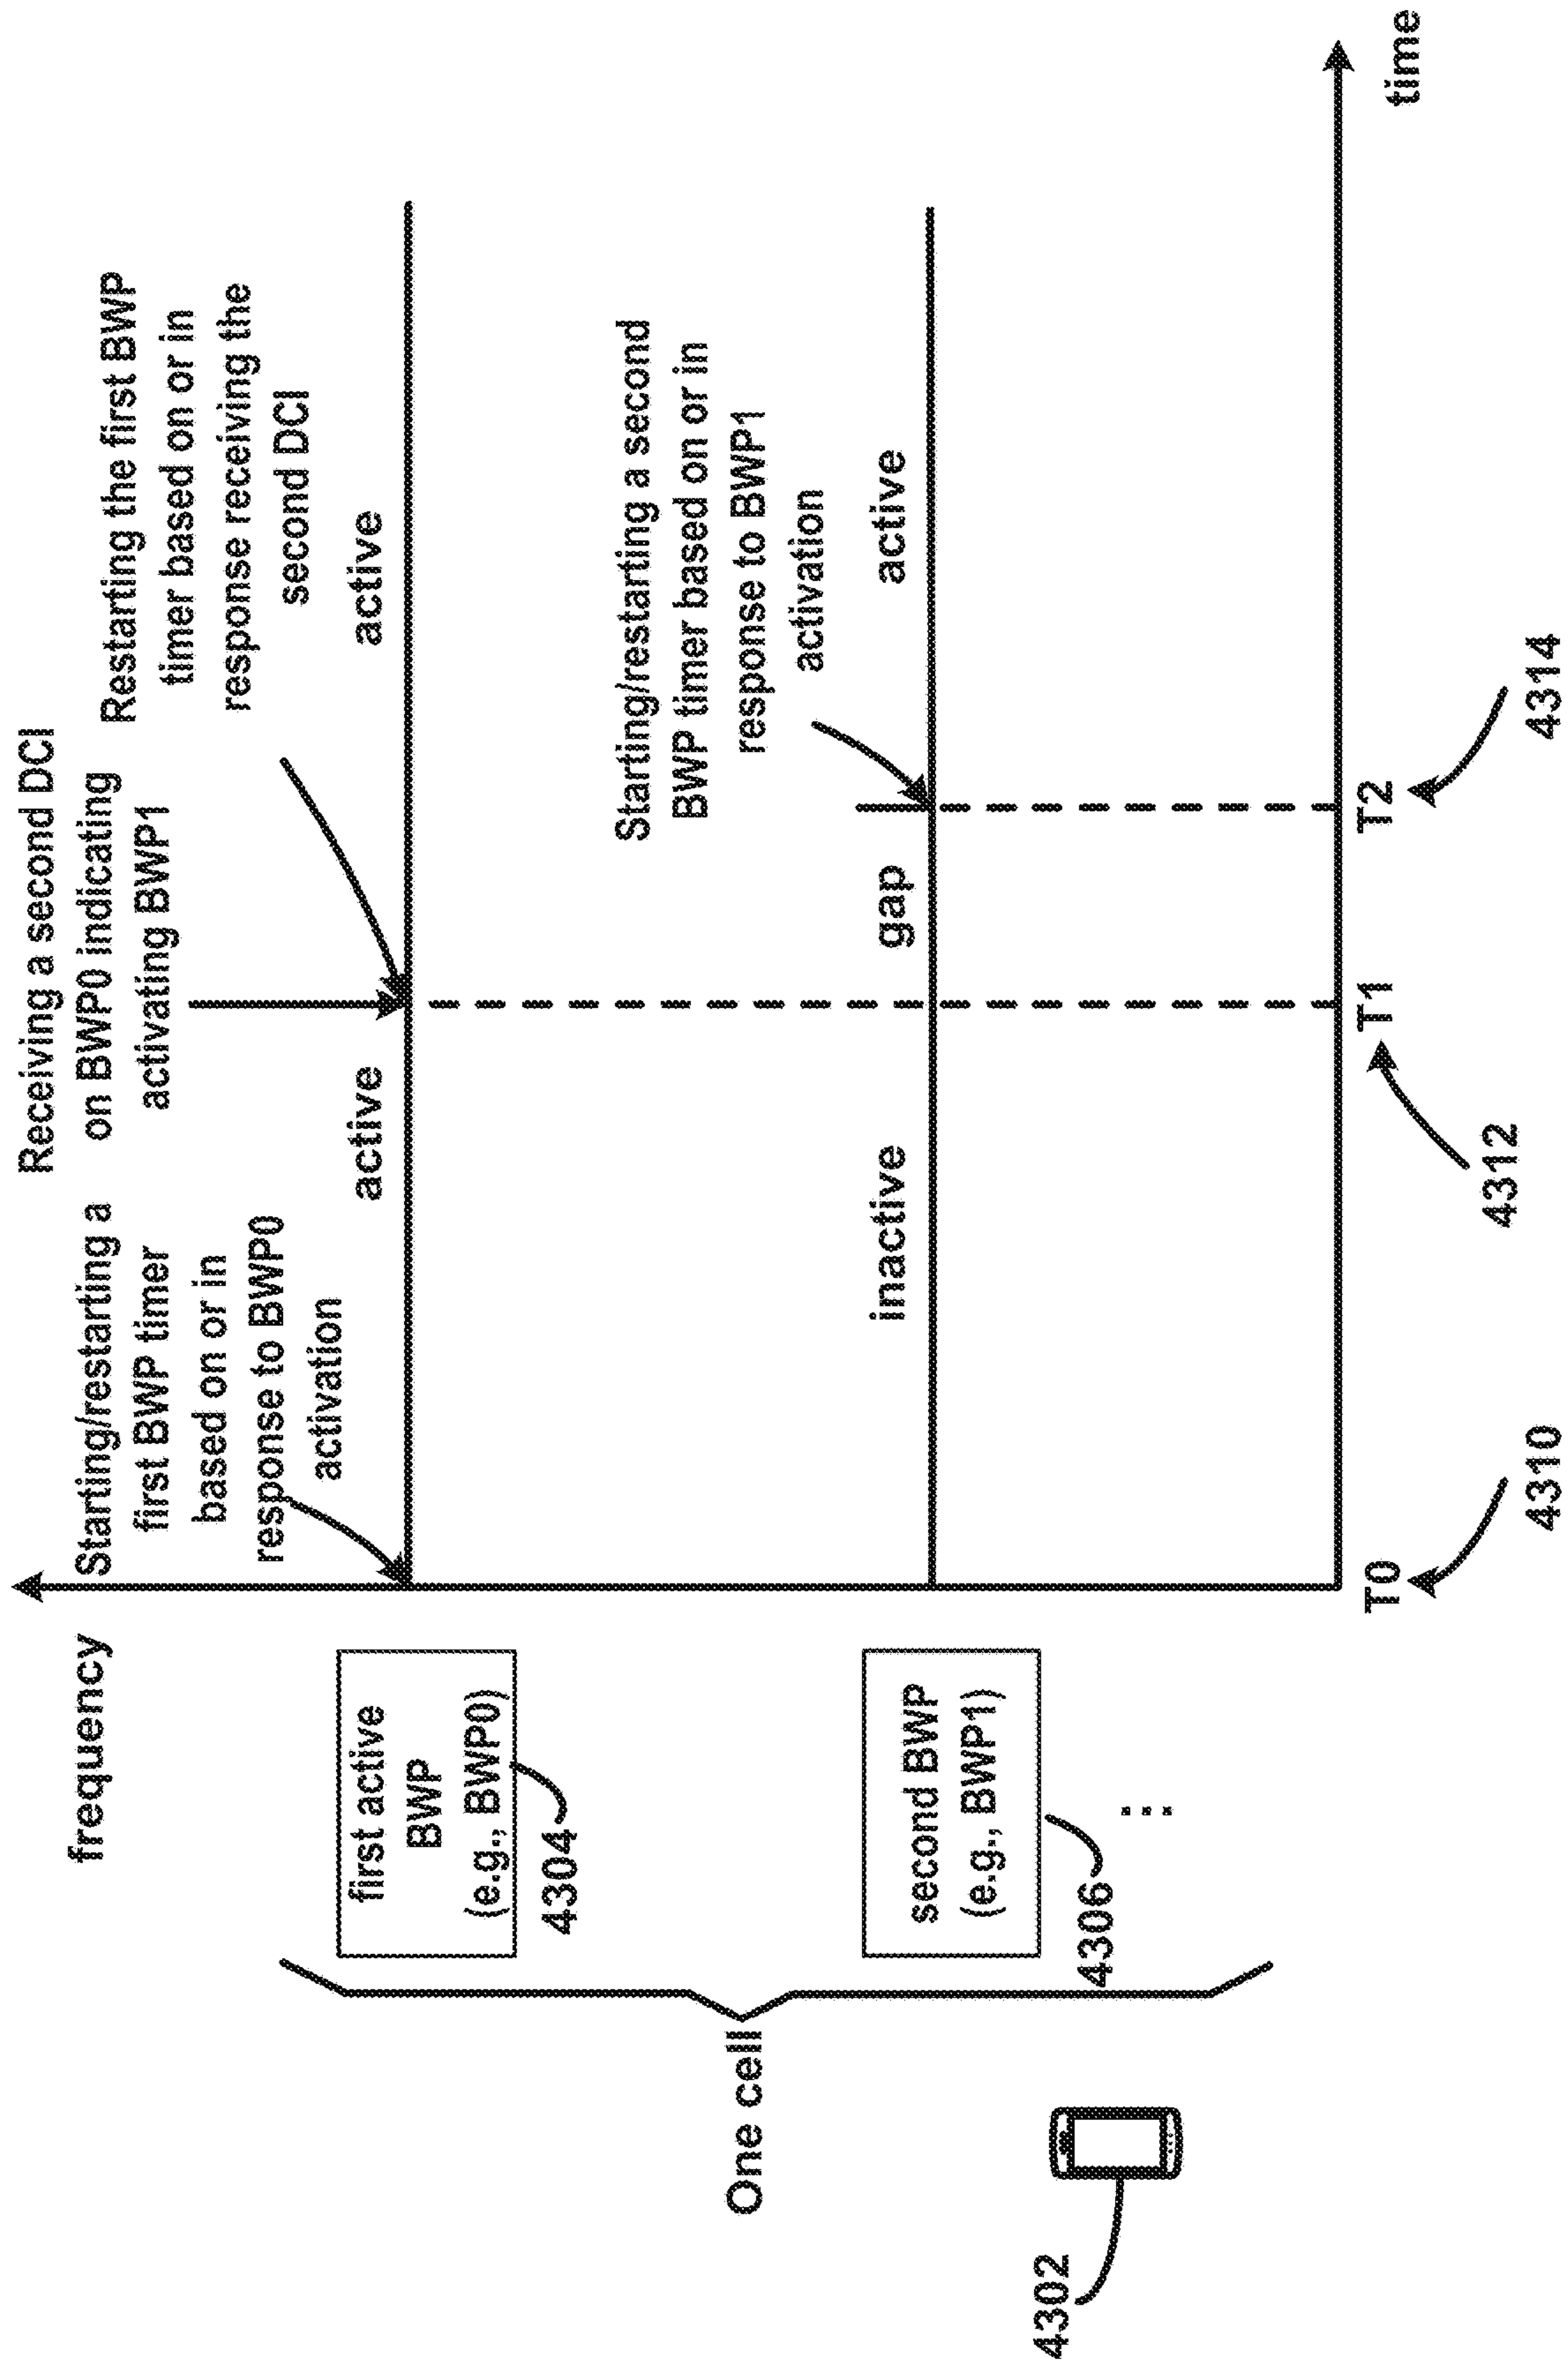 frequency
Starting/restarting a
first BWP timer
based on or in
response to BWP0
activation
Receiving a second DCI
on BWP0 indicating
activating BWP1
Restarting the first BWP
timer based on or in
response receiving the
second DCI
active
active
first active
BWP
(e.g., BWP0)
4304
One cell
Starting/restarting a second
BWP timer based on or in
response to BWP1
activation
inactive
gap
active
second BWP
(e.g., BWP1)
4306
...
4302
T0
T1
T2
time
4310
4312
4314